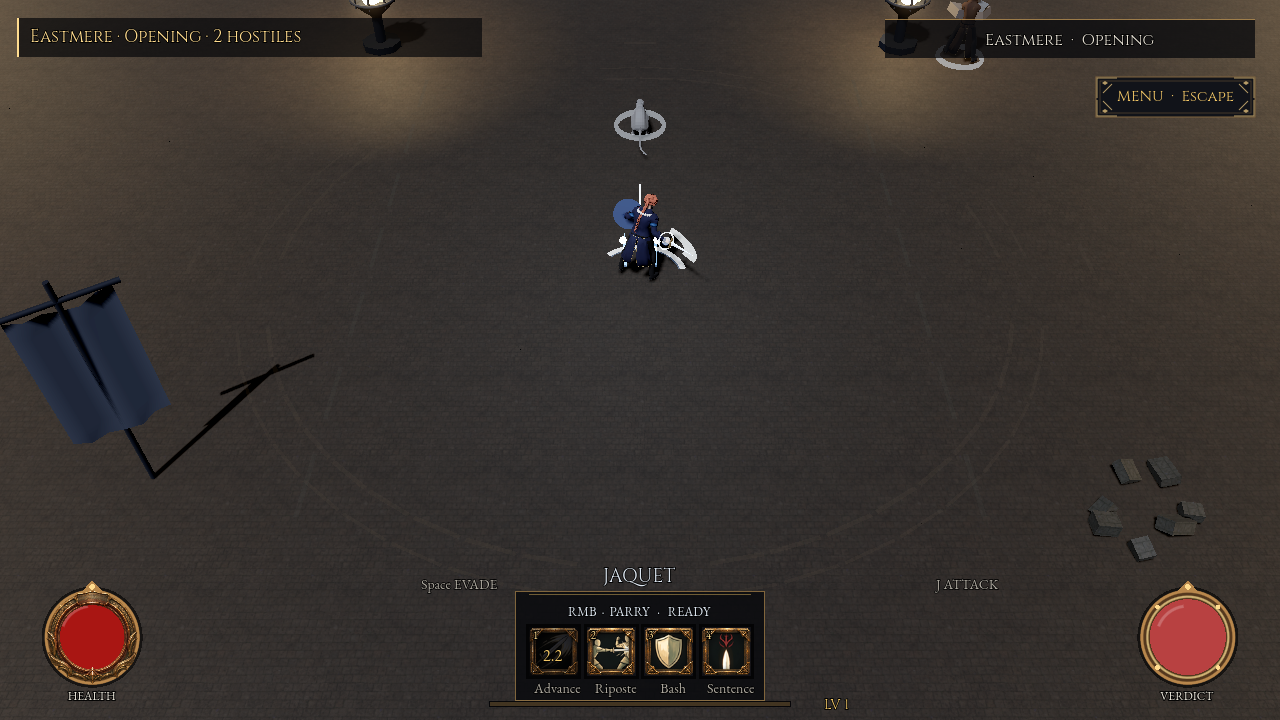 Eastmere · Opening · 2 hostiles
Eastmere · Opening
MENU · Escape
Space EVADE
JAQUET
J ATTACK
RMB · PARRY · READY
1 2 3 4
2.2
Advance Riposte Bash Sentence
HEALTH
VERDICT
LV 1